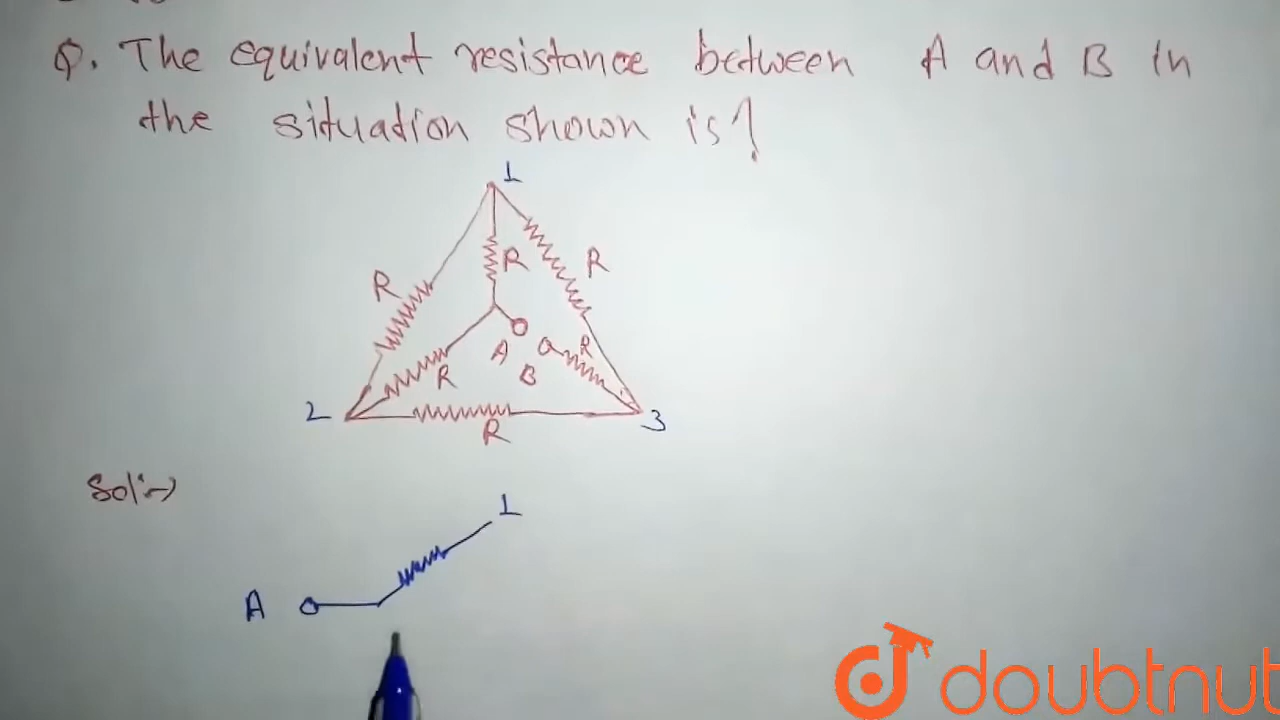 Q. The equivalent resistance between A and B in
the situation shown is?
1
R
R
R
A
R
B
R
2
R
3
Sol:→
1
A
doubtnut